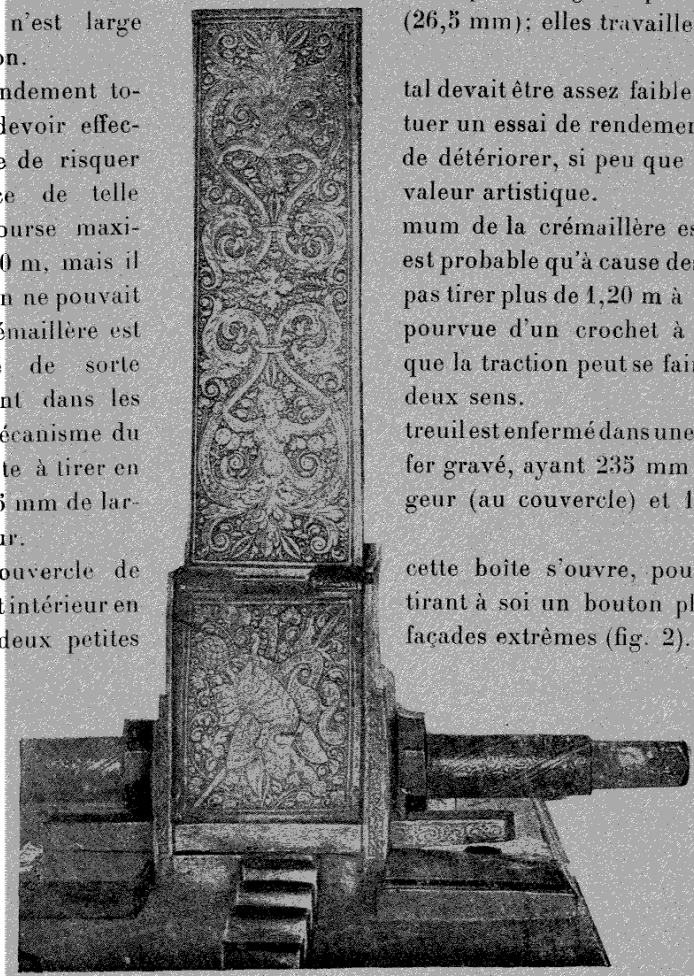 n'est large (26,5 mm); elles travaille
on.
ndement to- tal devait être assez faible
devoir effec- tuer un essai de rendemen
e de risquer de détériorer, si peu que
ce de telle valeur artistique.
ourse maxi- mum de la crémaillère es
0 m, mais il est probable qu'à cause de
n ne pouvait pas tirer plus de 1,20 m à
émaillère est pourvue d'un crochet à
e de sorte que la traction peut se fai
nt dans les deux sens.
écanisme du treuil est enfermé dans une
te à tirer en fer gravé, ayant 235 mm
5 mm de lar- geur (au couvercle) et 1
ur.
ouvercle de cette boîte s'ouvre, pou
t intérieur en tirant à soi un bouton pl
deux petites façades extrêmes (fig. 2).